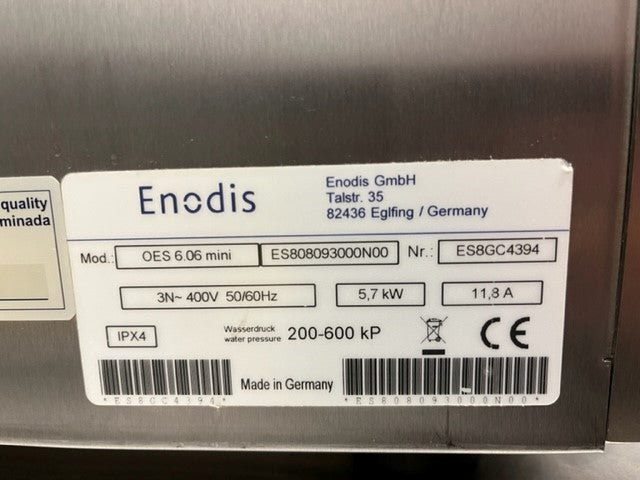 quality
minada
Enodis
Enodis GmbH
Talstr. 35
82436 Eglfing / Germany
Mod.: OES 6.06 mini ES808093000N00 Nr.: ES8GC4394
3N~ 400V 50/60Hz 5,7 kW 11,8 A
IPX4 Wasserdruck
water pressure 200-600 kP CE
Made in Germany
*ES8GC4394* *ES808093000N00*